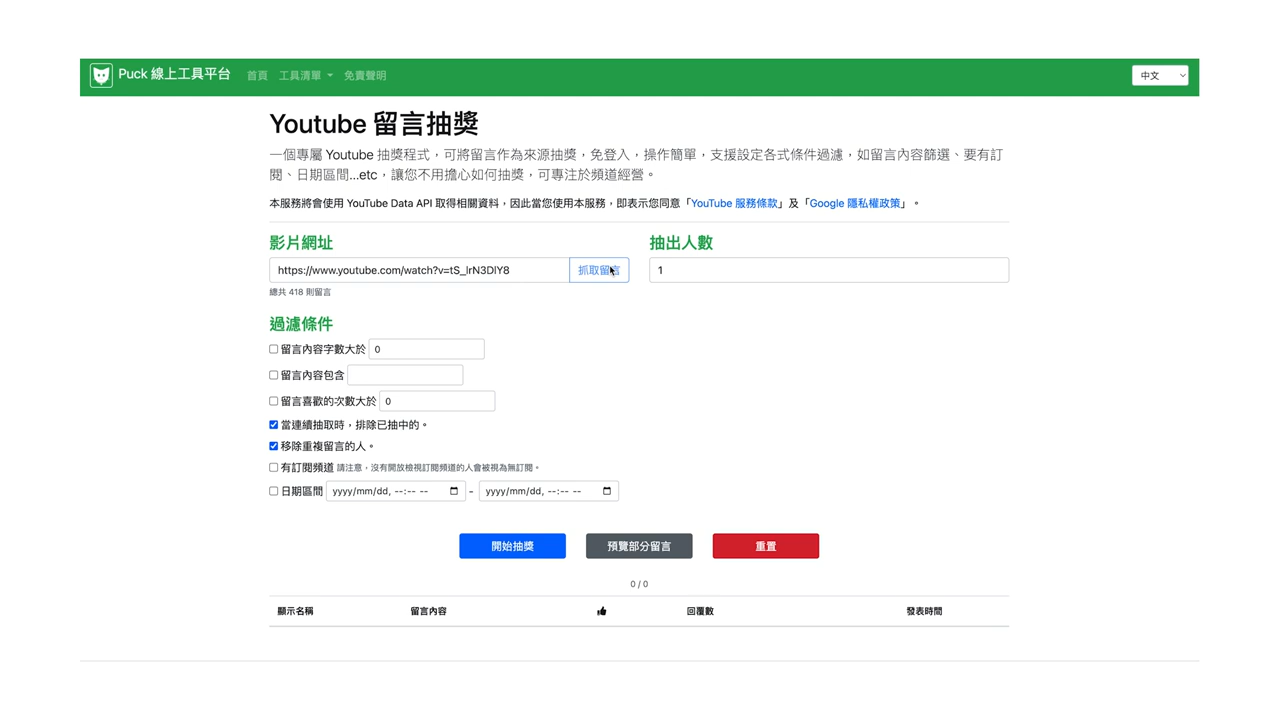 Puck 線上工具平台 首頁 工具清單 免責聲明 中文
Youtube 留言抽獎
一個專屬 Youtube 抽獎程式，可將留言作為來源抽獎，免登入，操作簡單，支援設定各式條件過濾，如留言內容篩選、要有訂
閱、日期區間...etc，讓您不用擔心如何抽獎，可專注於頻道經營。
本服務將會使用 YouTube Data API 取得相關資料，因此當您使用本服務，即表示您同意「YouTube 服務條款」及「Google 隱私權政策」。
影片網址 抽出人數
https://www.youtube.com/watch?v=tS_lrN3DlY8 抓取留言 1
總共 418 則留言
過濾條件
留言內容字數大於 0
留言內容包含
留言喜歡的次數大於 0
當連續抽取時，排除已抽中的。
移除重複留言的人。
有訂閱頻道 請注意，沒有開放檢視訂閱頻道的人會被視為無訂閱。
日期區間 yyyy/mm/dd, --:-- -- - yyyy/mm/dd, --:-- --
開始抽獎 預覽部分留言 重置
0 / 0
顯示名稱 留言內容 回覆數 發表時間